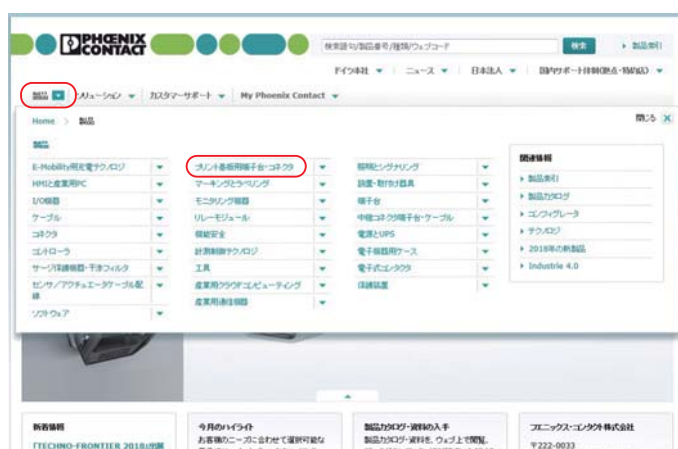 PHŒNIX
CONTACT
検索語句/製品番号/種類/ウェブコード
検索
製品索引
ドイツ本社
ニュース
日本法人
国内サポート体制(拠点・特約店)
製品
ソリューション
カスタマーサポート
My Phoenix Contact
Home > 製品
閉じる
製品
E-Mobility用充電テクノロジ
HMIと産業用PC
I/O機器
ケーブル
コネクタ
コントローラ
サージ保護機器・干渉フィルタ
センサ/アクチュエータケーブル配
線
ソフトウェア
プリント基板用端子台・コネクタ
マーキングとラベリング
モニタリング機器
リレーモジュール
機能安全
計測制御テクノロジ
工具
産業用クラウドコンピューティング
産業用通信機器
照明とシグナリング
設置・取付け器具
端子台
中継コネクタ端子台・ケーブル
電源とUPS
電子機器用ケース
電子式コンタクタ
保護装置
関連情報
製品索引
製品カタログ
コンフィグレータ
テクノロジ
2018年の新製品
Industrie 4.0
新着情報
「TECHNO-FRONTIER 2018」出展
今月のハイライト
お客様のニーズに合わせて選択可能な
製品カタログ・資料の入手
製品カタログ・資料を、ウェブ上で閲覧、
フエニックス・コンタクト株式会社
〒222-0033